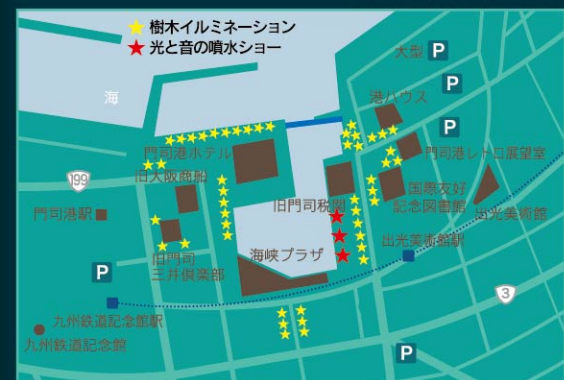 樹木イルミネーション
光と音の噴水ショー
大型 P
海
P
港ハウス
P
門司港ホテル
門司港レトロ展望室
199
旧大阪商船
国際友好
記念図書館
旧門司税関
出光美術館
門司港駅
海峡プラザ
出光美術館駅
旧門司
三井倶楽部
P
3
九州鉄道記念館駅
九州鉄道記念館
P